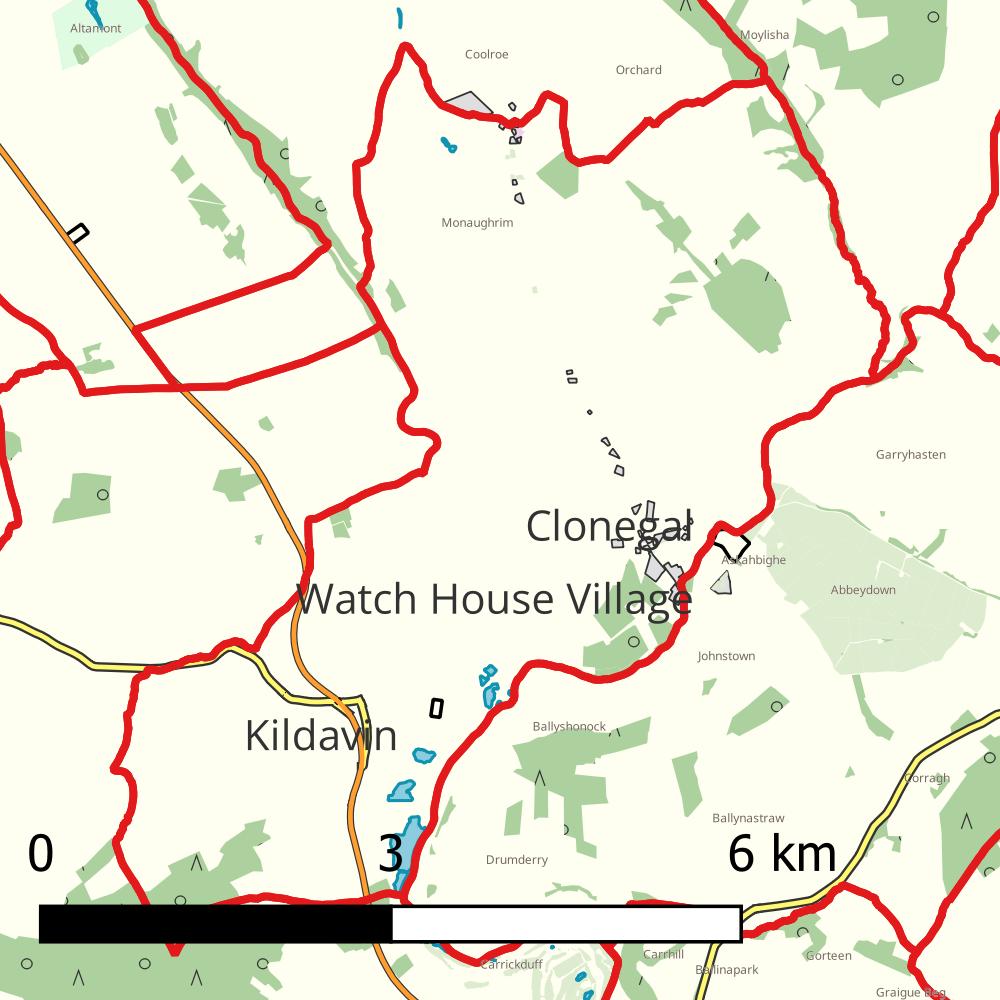 Altamont
Moylisha
Coolroe
Orchard
Monaughrim
Garryhasten
Clonegal
Askahbighe
Abbeydown
Watch House Village
Johnstown
Ballyshonock
Kildavin
Corragh
Ballynastraw
0 3 6 km
Drumderry
Carrhill
Gorteen
Carrickduff
Ballinapark
Graigue Beg